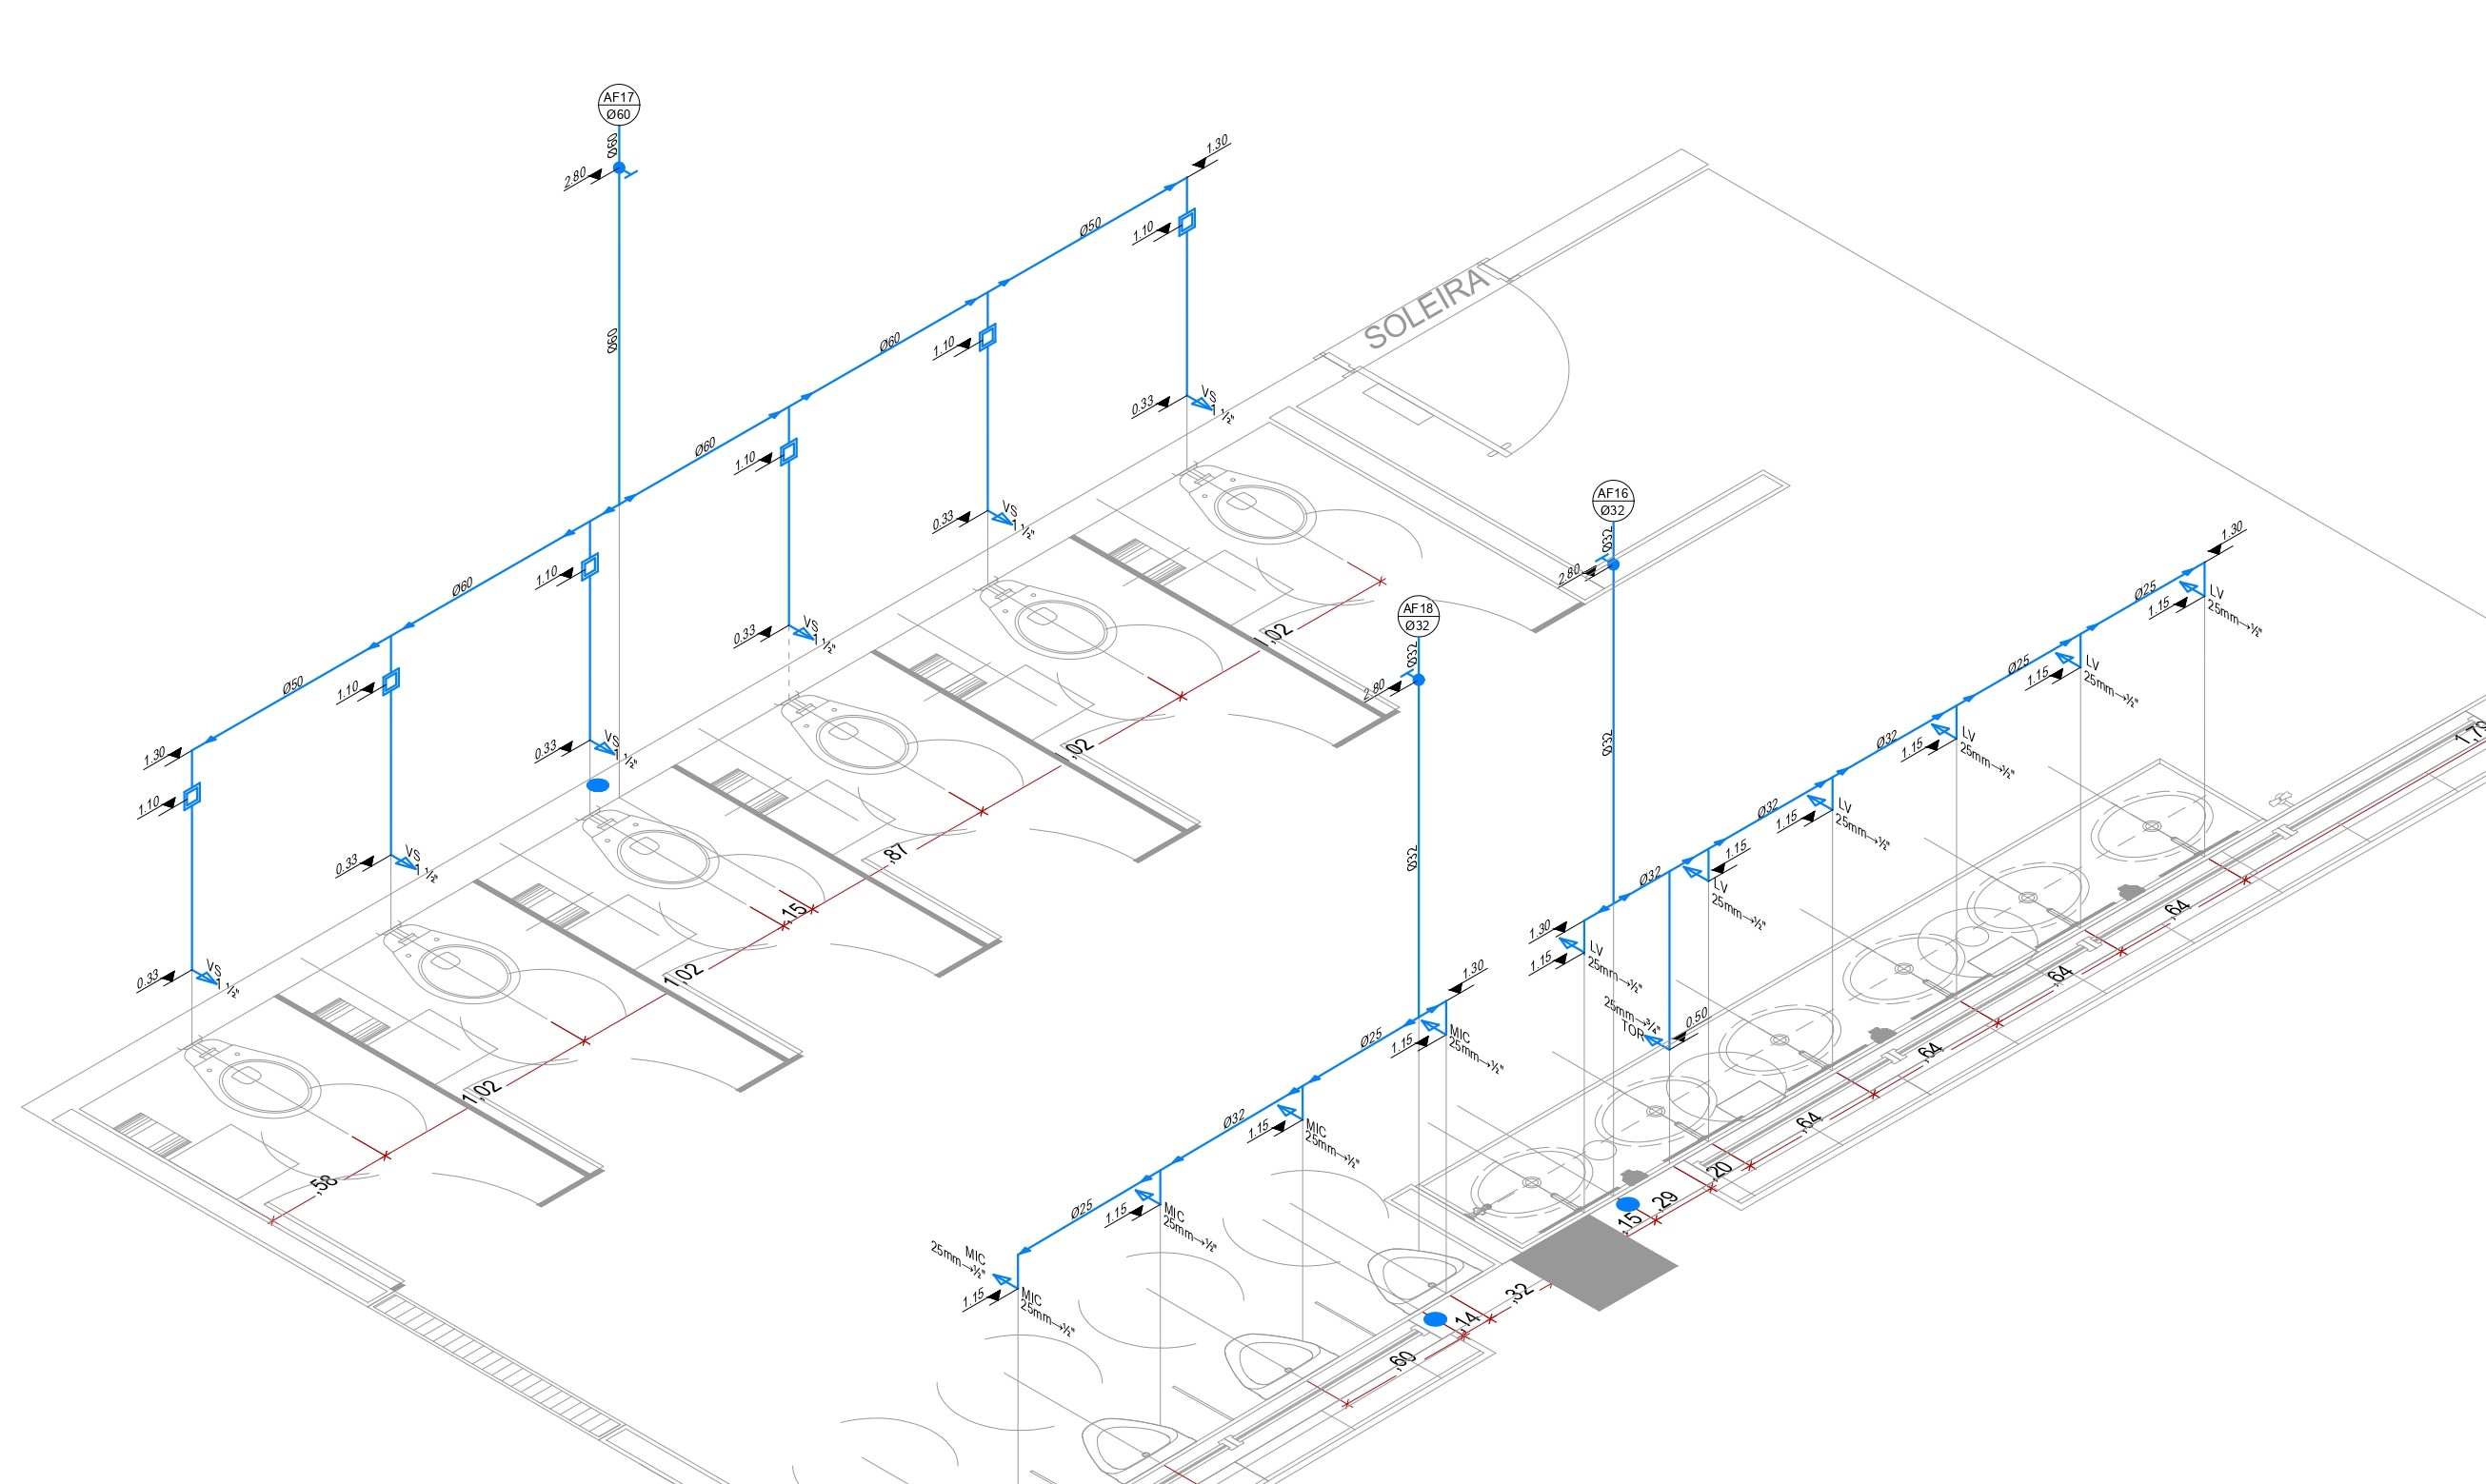 AF17
Ø60
Ø60
2.80
Ø60
1.30
Ø50
1.10
Ø60
1.10
0.33
VS
1 ½"
Ø60
1.10
0.33
VS
1 ½"
Ø60
1.10
0.33
VS
1 ½"
Ø50
1.10
0.33
VS
1 ½"
1.30
1.10
0.33
VS
1 ½"
0.33
VS
1 ½"
SOLEIRA
AF16
Ø32
Ø32
2.80
Ø32
AF18
Ø32
Ø32
2.80
Ø32
1.30
Ø25
1.15
LV
25mm→½"
Ø25
1.15
LV
25mm→½"
Ø32
1.15
LV
25mm→½"
Ø32
1.15
LV
25mm→½"
Ø32
1.15
LV
25mm→½"
1.30
1.15
LV
25mm→½"
25mm→¾"
TOR
0.50
1.30
Ø25
1.15
MIC
25mm→½"
Ø32
1.15
MIC
25mm→½"
Ø25
1.15
MIC
25mm→½"
MIC
25mm→½"
1.15
MIC
25mm→½"
1,02
1,02
,87
,15
1,02
1,02
,58
1,79
,64
,64
,64
,64
,20
,29
,15
,32
,14
,60